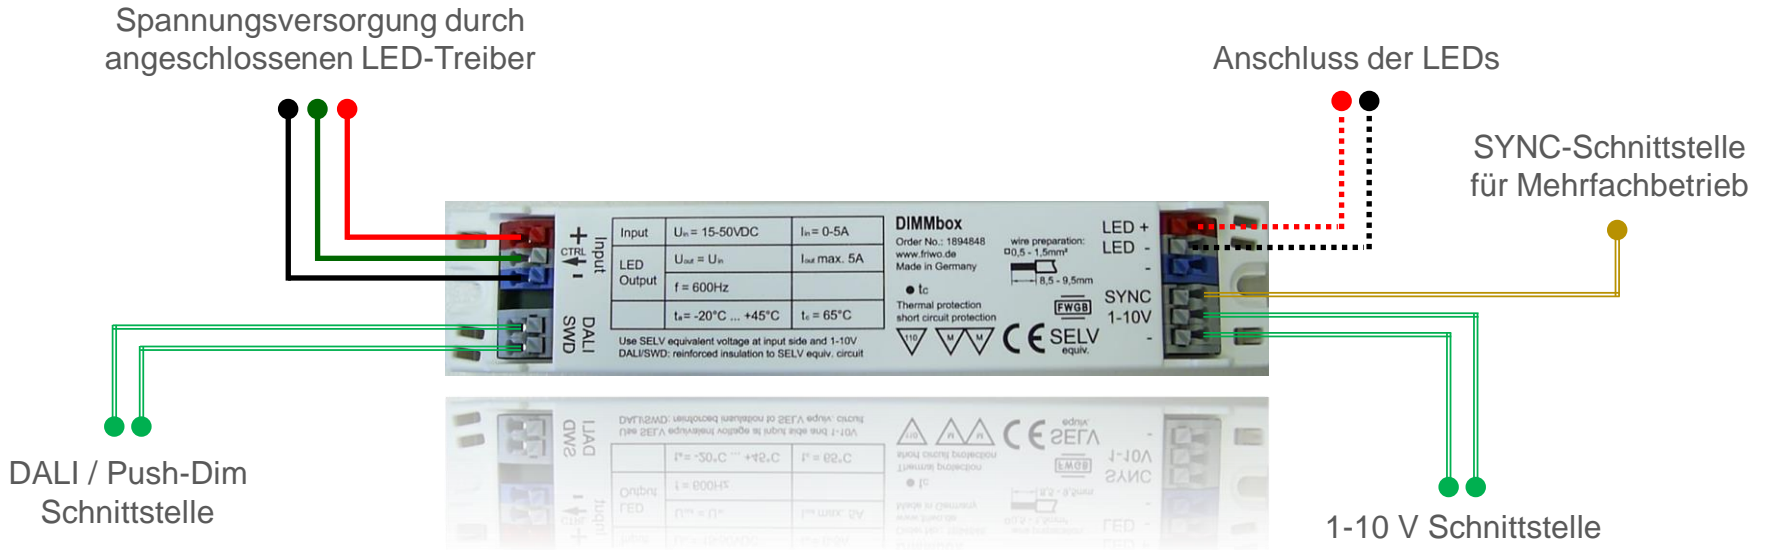 Spannungsversorgung durch
angeschlossenen LED-Treiber
Anschluss der LEDs
SYNC-Schnittstelle
für Mehrfachbetrieb
+
CTRL
-
Input
DALI
SWD
Input Uin = 15-50VDC Iin = 0-5A
LED Output Uout = Uin Iout max. 5A
f = 600Hz
ta = -20°C ... +45°C tc = 65°C
Use SELV equivalent voltage at input side and 1-10V
DALI/SWD: reinforced insulation to SELV equiv. circuit
DIMMbox
Order No.: 1894848
www.friwo.de
Made in Germany
wire preparation:
0,5 - 1,5mm²
8,5 - 9,5mm
tc
Thermal protection
short circuit protection
FWGB
110 M M
CE SELV
equiv.
LED +
LED -
-
SYNC
1-10V
-
DALI / Push-Dim
Schnittstelle
1-10 V Schnittstelle